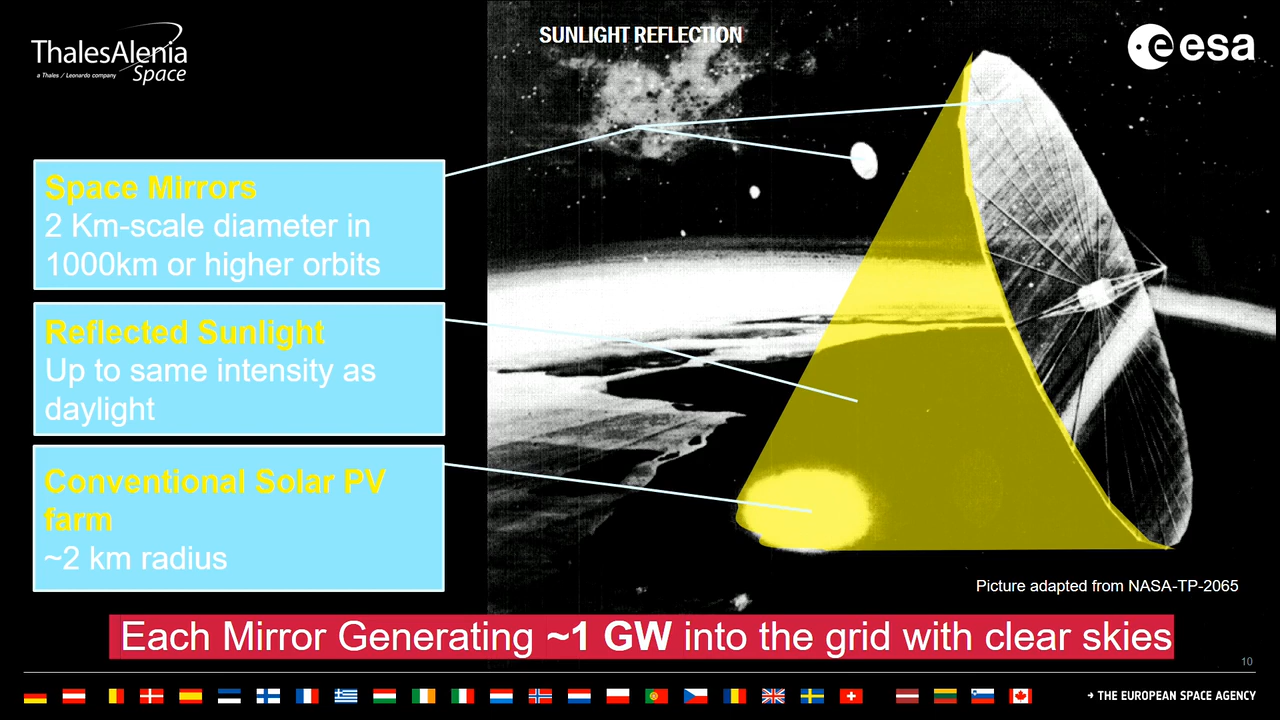 ThalesAlenia
a Thales / Leonardo company
Space
SUNLIGHT REFLECTION
esa
Space Mirrors
2 Km-scale diameter in
1000km or higher orbits
Reflected Sunlight
Up to same intensity as
daylight
Conventional Solar PV
farm
~2 km radius
Picture adapted from NASA-TP-2065
Each Mirror Generating ~1 GW into the grid with clear skies
10
→ THE EUROPEAN SPACE AGENCY